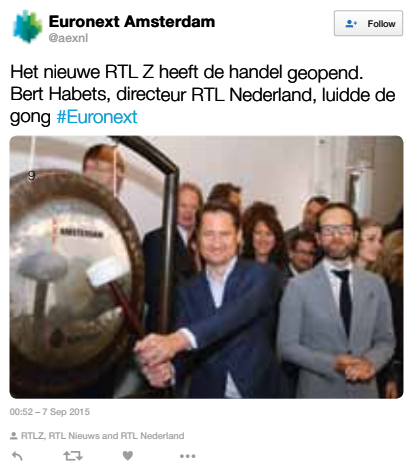 Euronext Amsterdam
@aexnl
Follow
Het nieuwe RTL Z heeft de handel geopend.
Bert Habets, directeur RTL Nederland, luidde de
gong #Euronext
g
AMSTERDAM
00:52 – 7 Sep 2015
RTLZ, RTL Nieuws and RTL Nederland